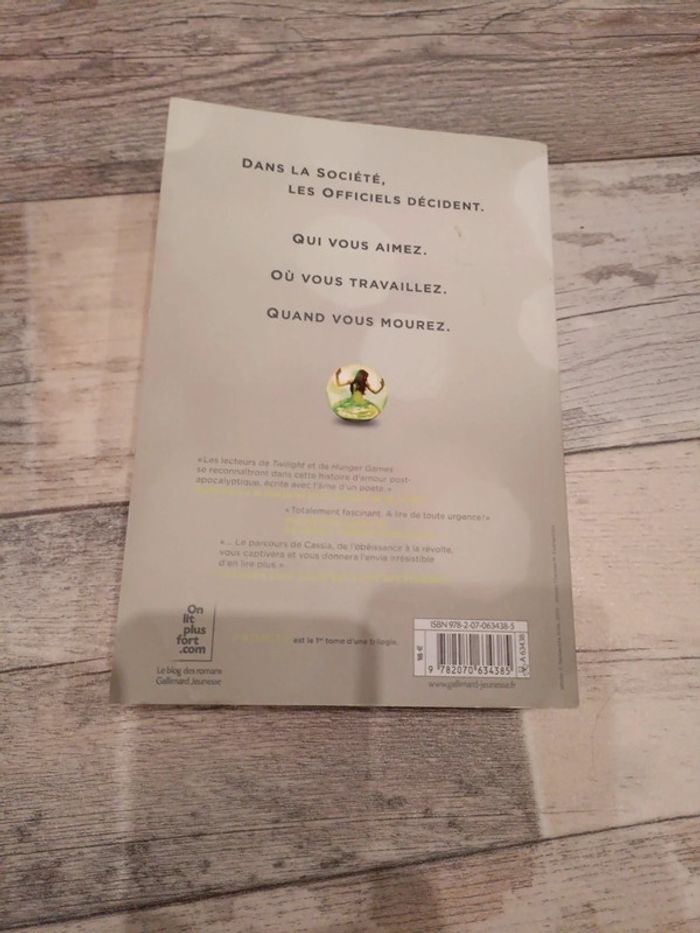 DANS LA SOCIÉTÉ,
LES OFFICIELS DÉCIDENT.
QUI VOUS AIMEZ.
OÙ VOUS TRAVAILLEZ.
QUAND VOUS MOUREZ.
«Les lecteurs de Twilight et de Hunger Games
se reconnaîtront dans cette histoire d'amour post-
apocalyptique, écrite avec l'âme d'un poète.»
«Totalement fascinant. A lire de toute urgence!»
«... Le parcours de Cassia, de l'obéissance à la révolte,
vous captivera et vous donnera l'envie irrésistible
d'en lire plus»
est le 1er tome d'une trilogie.
On
lit
plus
fort
.com
Le blog des romans
Gallimard Jeunesse
ISBN 978-2-07-063438-5
18 €
A 63438
9 782070 634385
www.gallimard-jeunesse.fr